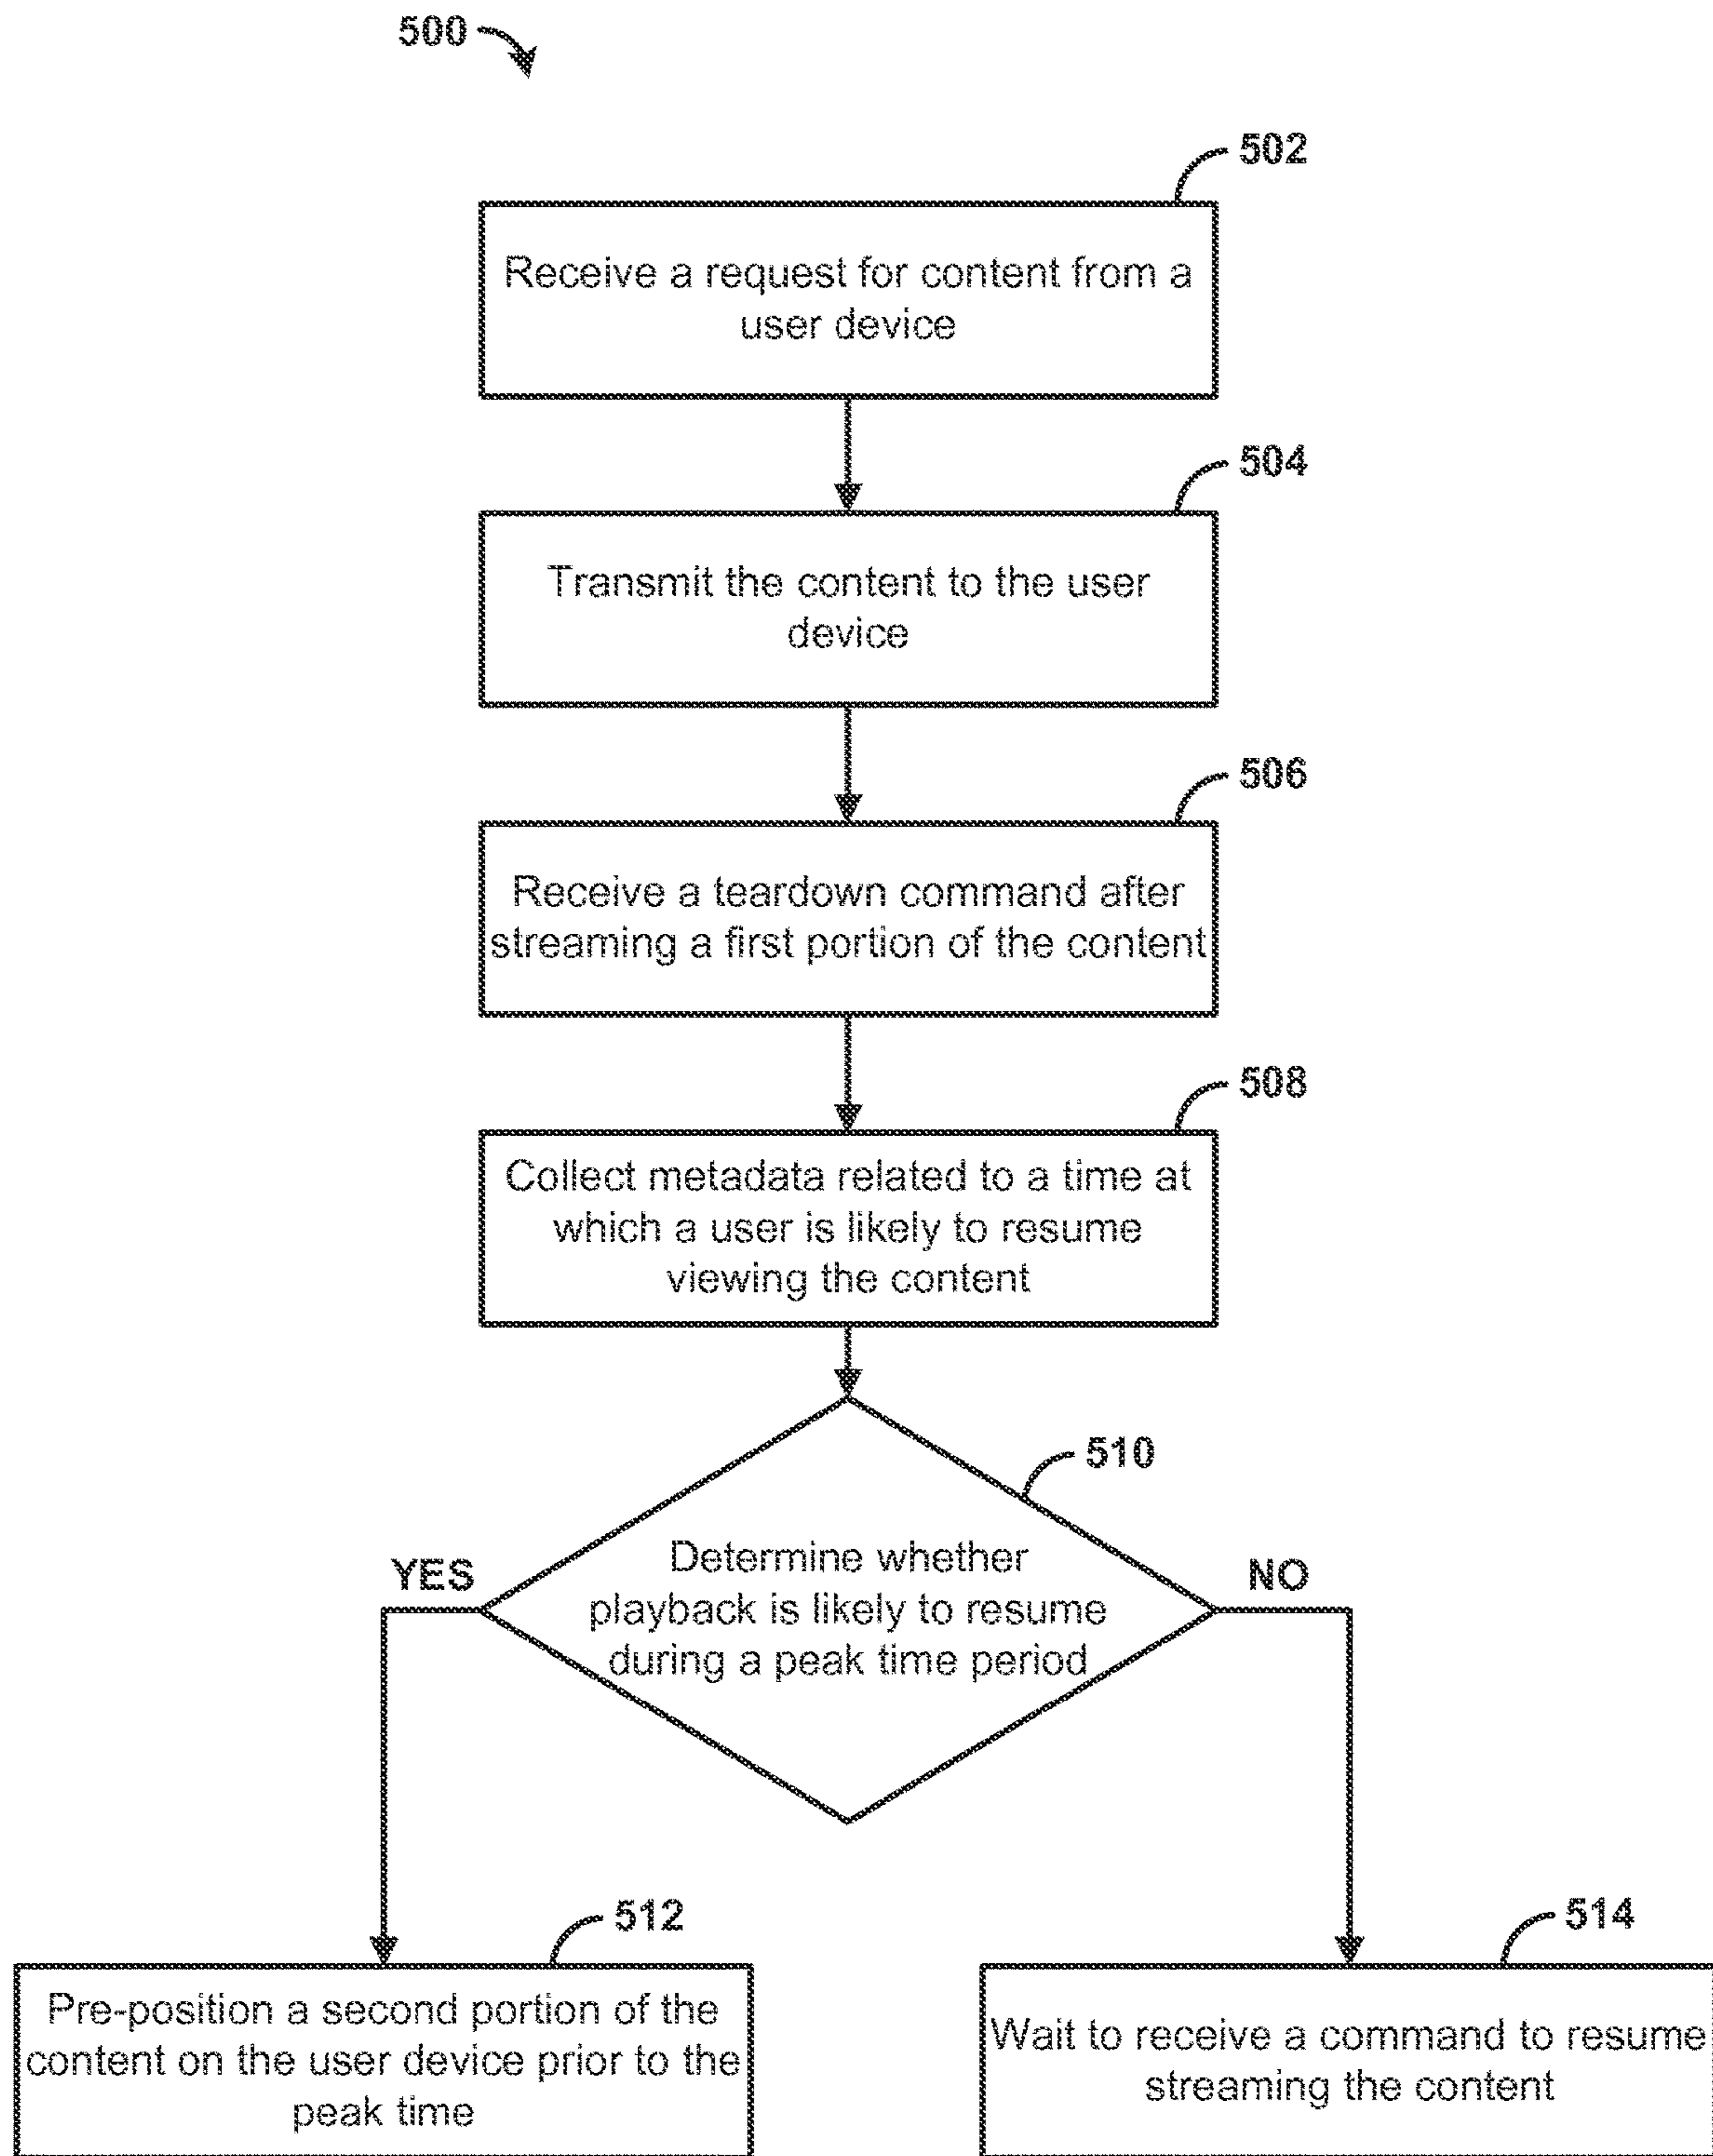 500
502
Receive a request for content from a
user device
504
Transmit the content to the user
device
506
Receive a teardown command after
streaming a first portion of the content
508
Collect metadata related to a time at
which a user is likely to resume
viewing the content
510
Determine whether
playback is likely to resume
during a peak time period
YES
NO
512
Pre-position a second portion of the
content on the user device prior to the
peak time
514
Wait to receive a command to resume
streaming the content